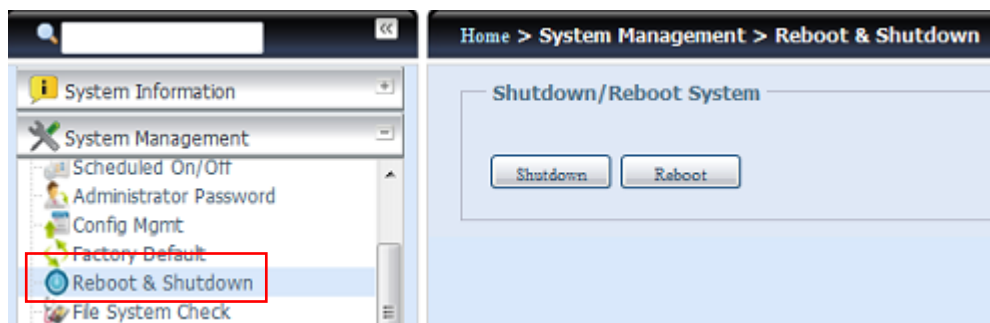 Home > System Management > Reboot & Shutdown
System Information
System Management
Scheduled On/Off
Administrator Password
Config Mgmt
Factory Default
Reboot & Shutdown
File System Check
Shutdown/Reboot System
Shutdown
Reboot